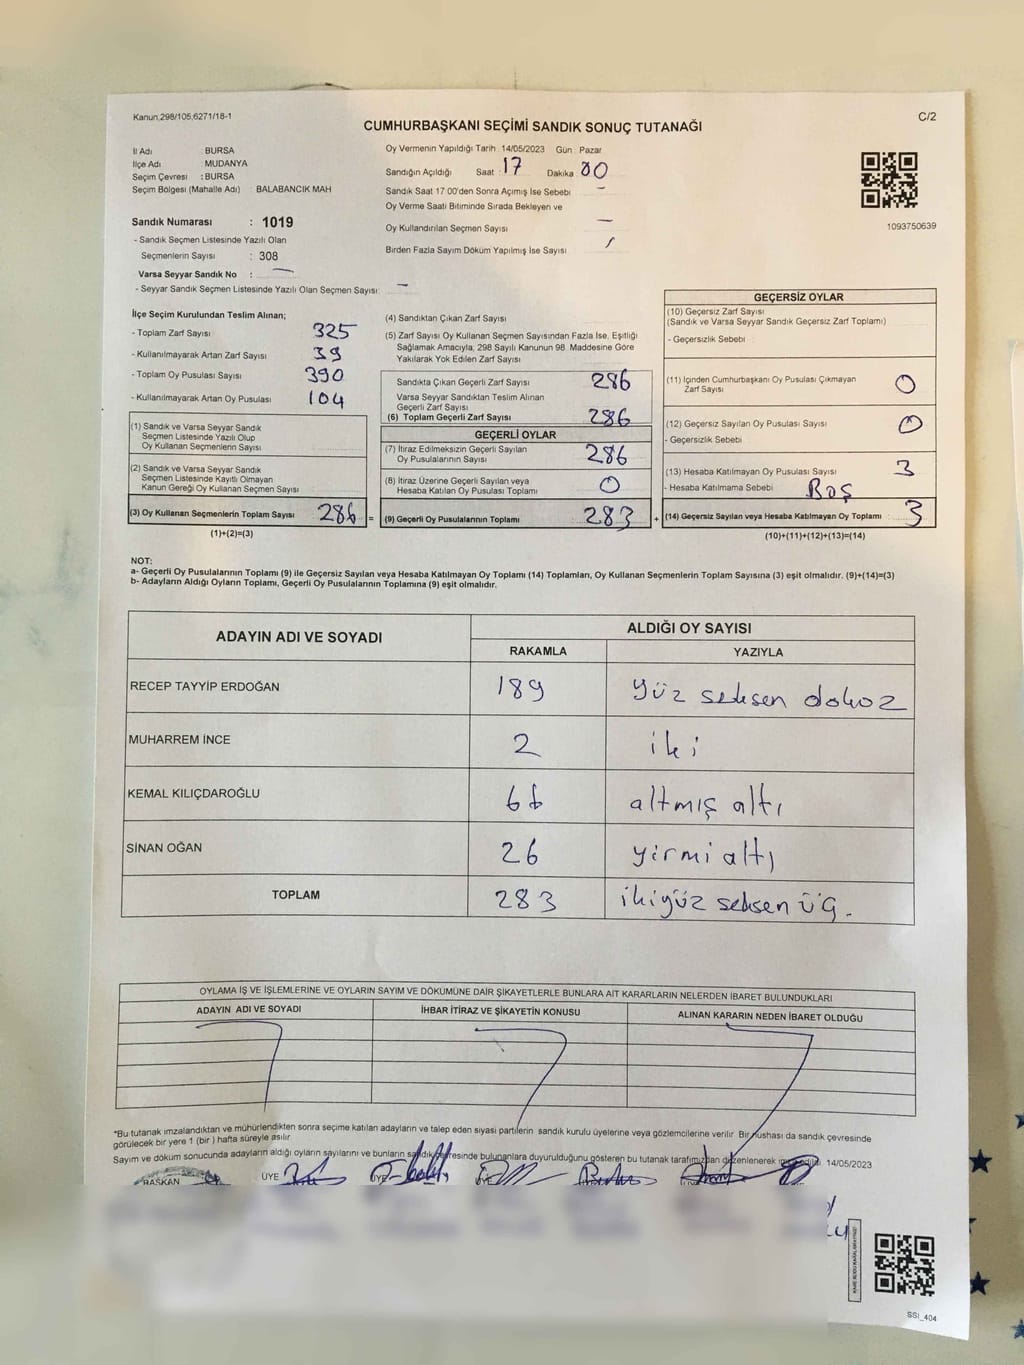 Kanun;298/105;6271/18-1
C/2
CUMHURBAŞKANI SEÇİMİ SANDIK SONUÇ TUTANAĞI
İl Adı : BURSA
İlçe Adı : MUDANYA
Seçim Çevresi : BURSA
Seçim Bölgesi (Mahalle Adı) BALABANCIK MAH
Sandık Numarası : 1019
- Sandık Seçmen Listesinde Yazılı Olan
Seçmenlerin Sayısı : 308
Varsa Seyyar Sandık No : —
- Seyyar Sandık Seçmen Listesinde Yazılı Olan Seçmen Sayısı: —
Oy Vermenin Yapıldığı Tarih :14/05/2023 Gün : Pazar
Sandığın Açıldığı Saat : 17 Dakika : 00
Sandık Saat 17 00'den Sonra Açımış İse Sebebi —
Oy Verme Saati Bitiminde Sırada Bekleyen ve
Oy Kullandırılan Seçmen Sayısı —
Birden Fazla Sayım Döküm Yapılmış İse Sayısı /
1093750639
İlçe Seçim Kurulundan Teslim Alınan;
- Toplam Zarf Sayısı 325
- Kullanılmayarak Artan Zarf Sayısı 39
- Toplam Oy Pusulası Sayısı 390
- Kullanılmayarak Artan Oy Pusulası 104
(1) Sandık ve Varsa Seyyar Sandık
Seçmen Listesinde Yazılı Olup
Oy Kullanan Seçmenlerin Sayısı
(2) Sandık ve Varsa Seyyar Sandık
Seçmen Listesinde Kayıtlı Olmayan
Kanun Gereği Oy Kullanan Seçmen Sayısı
(3) Oy Kullanan Seçmenlerin Toplam Sayısı 286 =
(1)+(2)=(3)
(4) Sandıktan Çıkan Zarf Sayısı
(5) Zarf Sayısı Oy Kullanan Seçmen Sayısından Fazla İse, Eşitliği
Sağlamak Amacıyla, 298 Sayılı Kanunun 98. Maddesine Göre
Yakılarak Yok Edilen Zarf Sayısı
Sandıkta Çıkan Geçerli Zarf Sayısı 286
Varsa Seyyar Sandıktan Teslim Alınan
Geçerli Zarf Sayısı
(6) Toplam Geçerli Zarf Sayısı 286
GEÇERLİ OYLAR
(7) İtiraz Edilmeksizin Geçerli Sayılan
Oy Pusulalarının Sayısı 286
(8) İtiraz Üzerine Geçerli Sayılan veya
Hesaba Katılan Oy Pusulası Toplamı 0
(9) Geçerli Oy Pusulalarının Toplamı 283 +
GEÇERSİZ OYLAR
(10) Geçersiz Zarf Sayısı
(Sandık ve Varsa Seyyar Sandık Geçersiz Zarf Toplamı)
- Geçersizlik Sebebi
(11) İçinden Cumhurbaşkanı Oy Pusulası Çıkmayan
Zarf Sayısı 0
(12) Geçersiz Sayılan Oy Pusulası Sayısı 0
- Geçersizlik Sebebi
(13) Hesaba Katılmayan Oy Pusulası Sayısı 3
- Hesaba Katılmama Sebebi Boş
(14) Geçersiz Sayılan veya Hesaba Katılmayan Oy Toplamı 3
(10)+(11)+(12)+(13)=(14)
NOT:
a- Geçerli Oy Pusulalarının Toplamı (9) ile Geçersiz Sayılan veya Hesaba Katılmayan Oy Toplamı (14) Toplamları, Oy Kullanan Seçmenlerin Toplam Sayısına (3) eşit olmalıdır. (9)+(14)=(3)
b- Adayların Aldığı Oyların Toplamı, Geçerli Oy Pusulalarının Toplamına (9) eşit olmalıdır.
ADAYIN ADI VE SOYADI ALDIĞI OY SAYISI
RAKAMLA YAZIYLA
RECEP TAYYİP ERDOĞAN 189 yüz seksen dokuz
MUHARREM İNCE 2 iki
KEMAL KILIÇDAROĞLU 66 altmış altı
SİNAN OĞAN 26 yirmi altı
TOPLAM 283 ikiyüz seksen üç.
OYLAMA İŞ VE İŞLEMLERİNE VE OYLARIN SAYIM VE DÖKÜMÜNE DAİR ŞİKAYETLERLE BUNLARA AİT KARARLARIN NELERDEN İBARET BULUNDUKLARI
ADAYIN ADI VE SOYADI İHBAR İTİRAZ VE ŞİKAYETİN KONUSU ALINAN KARARIN NEDEN İBARET OLDUĞU
*Bu tutanak imzalandıktan ve mühürlendikten sonra seçime katılan adayların ve talep eden siyasi partilerin sandık kurulu üyelerine veya gözlemcilerine verilir. Bir nüshası da sandık çevresinde
görülecek bir yere 1 (bir) hafta süreyle asılır
Sayım ve döküm sonucunda adayların aldığı oyların sayılarını ve bunların sandık çevresinde bulunanlara duyurulduğunu gösteren bu tutanak tarafımızdan düzenlenerek imzaland. 14/05/2023
BAŞKAN ÜYE ÜYE
SSI_404